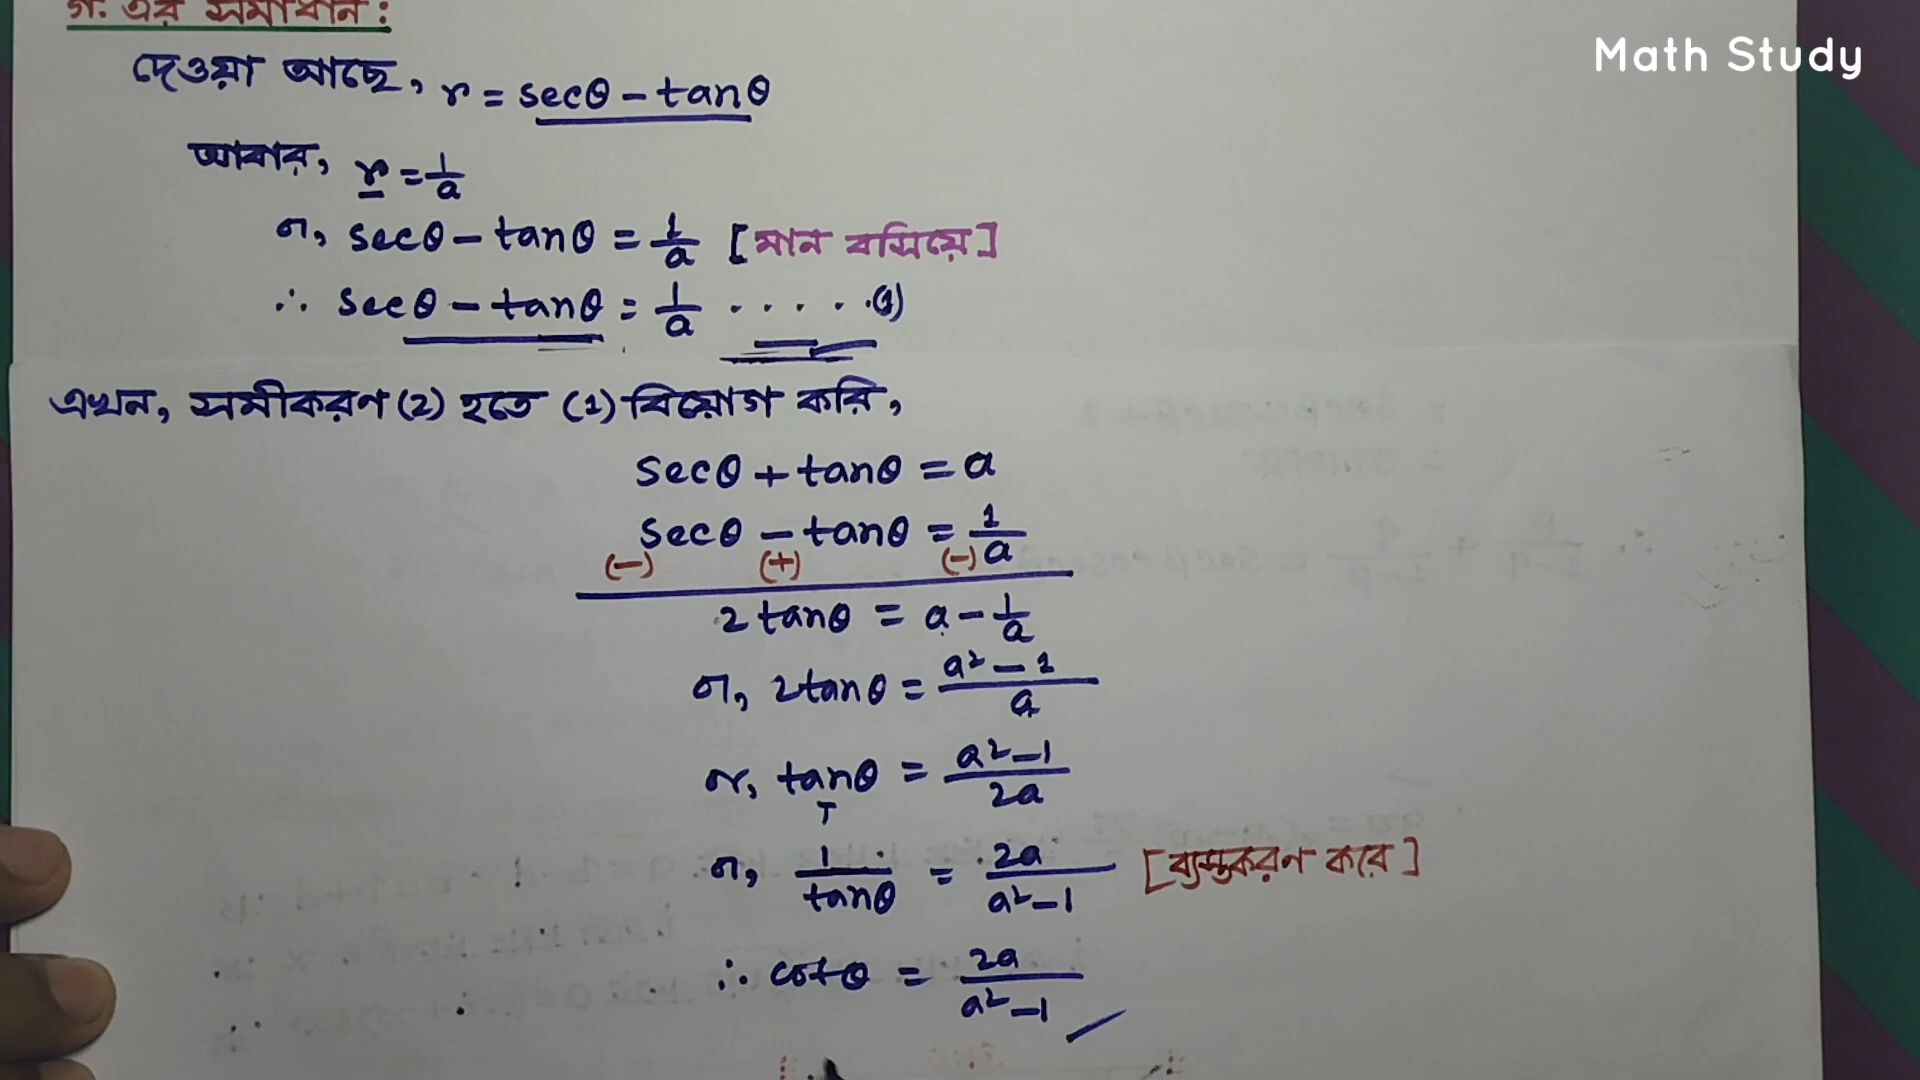 গ. এর সমাধান:
Math Study
দেওয়া আছে, r = secθ - tanθ
আবার, r = 1/a
বা, secθ - tanθ = 1/a [মান বসিয়ে]
∴ secθ - tanθ = 1/a . . . . . (1)
এখন, সমীকরণ (2) হতে (1) বিয়োগ করি,
secθ + tanθ = a
secθ - tanθ = 1/a
(-) (+) (-)
2 tanθ = a - 1/a
বা, 2tanθ = a² - 1 / a
বা, tanθ = a² - 1 / 2a
বা, 1/tanθ = 2a / a² - 1 [ব্যস্তকরণ করে]
∴ cotθ = 2a / a² - 1